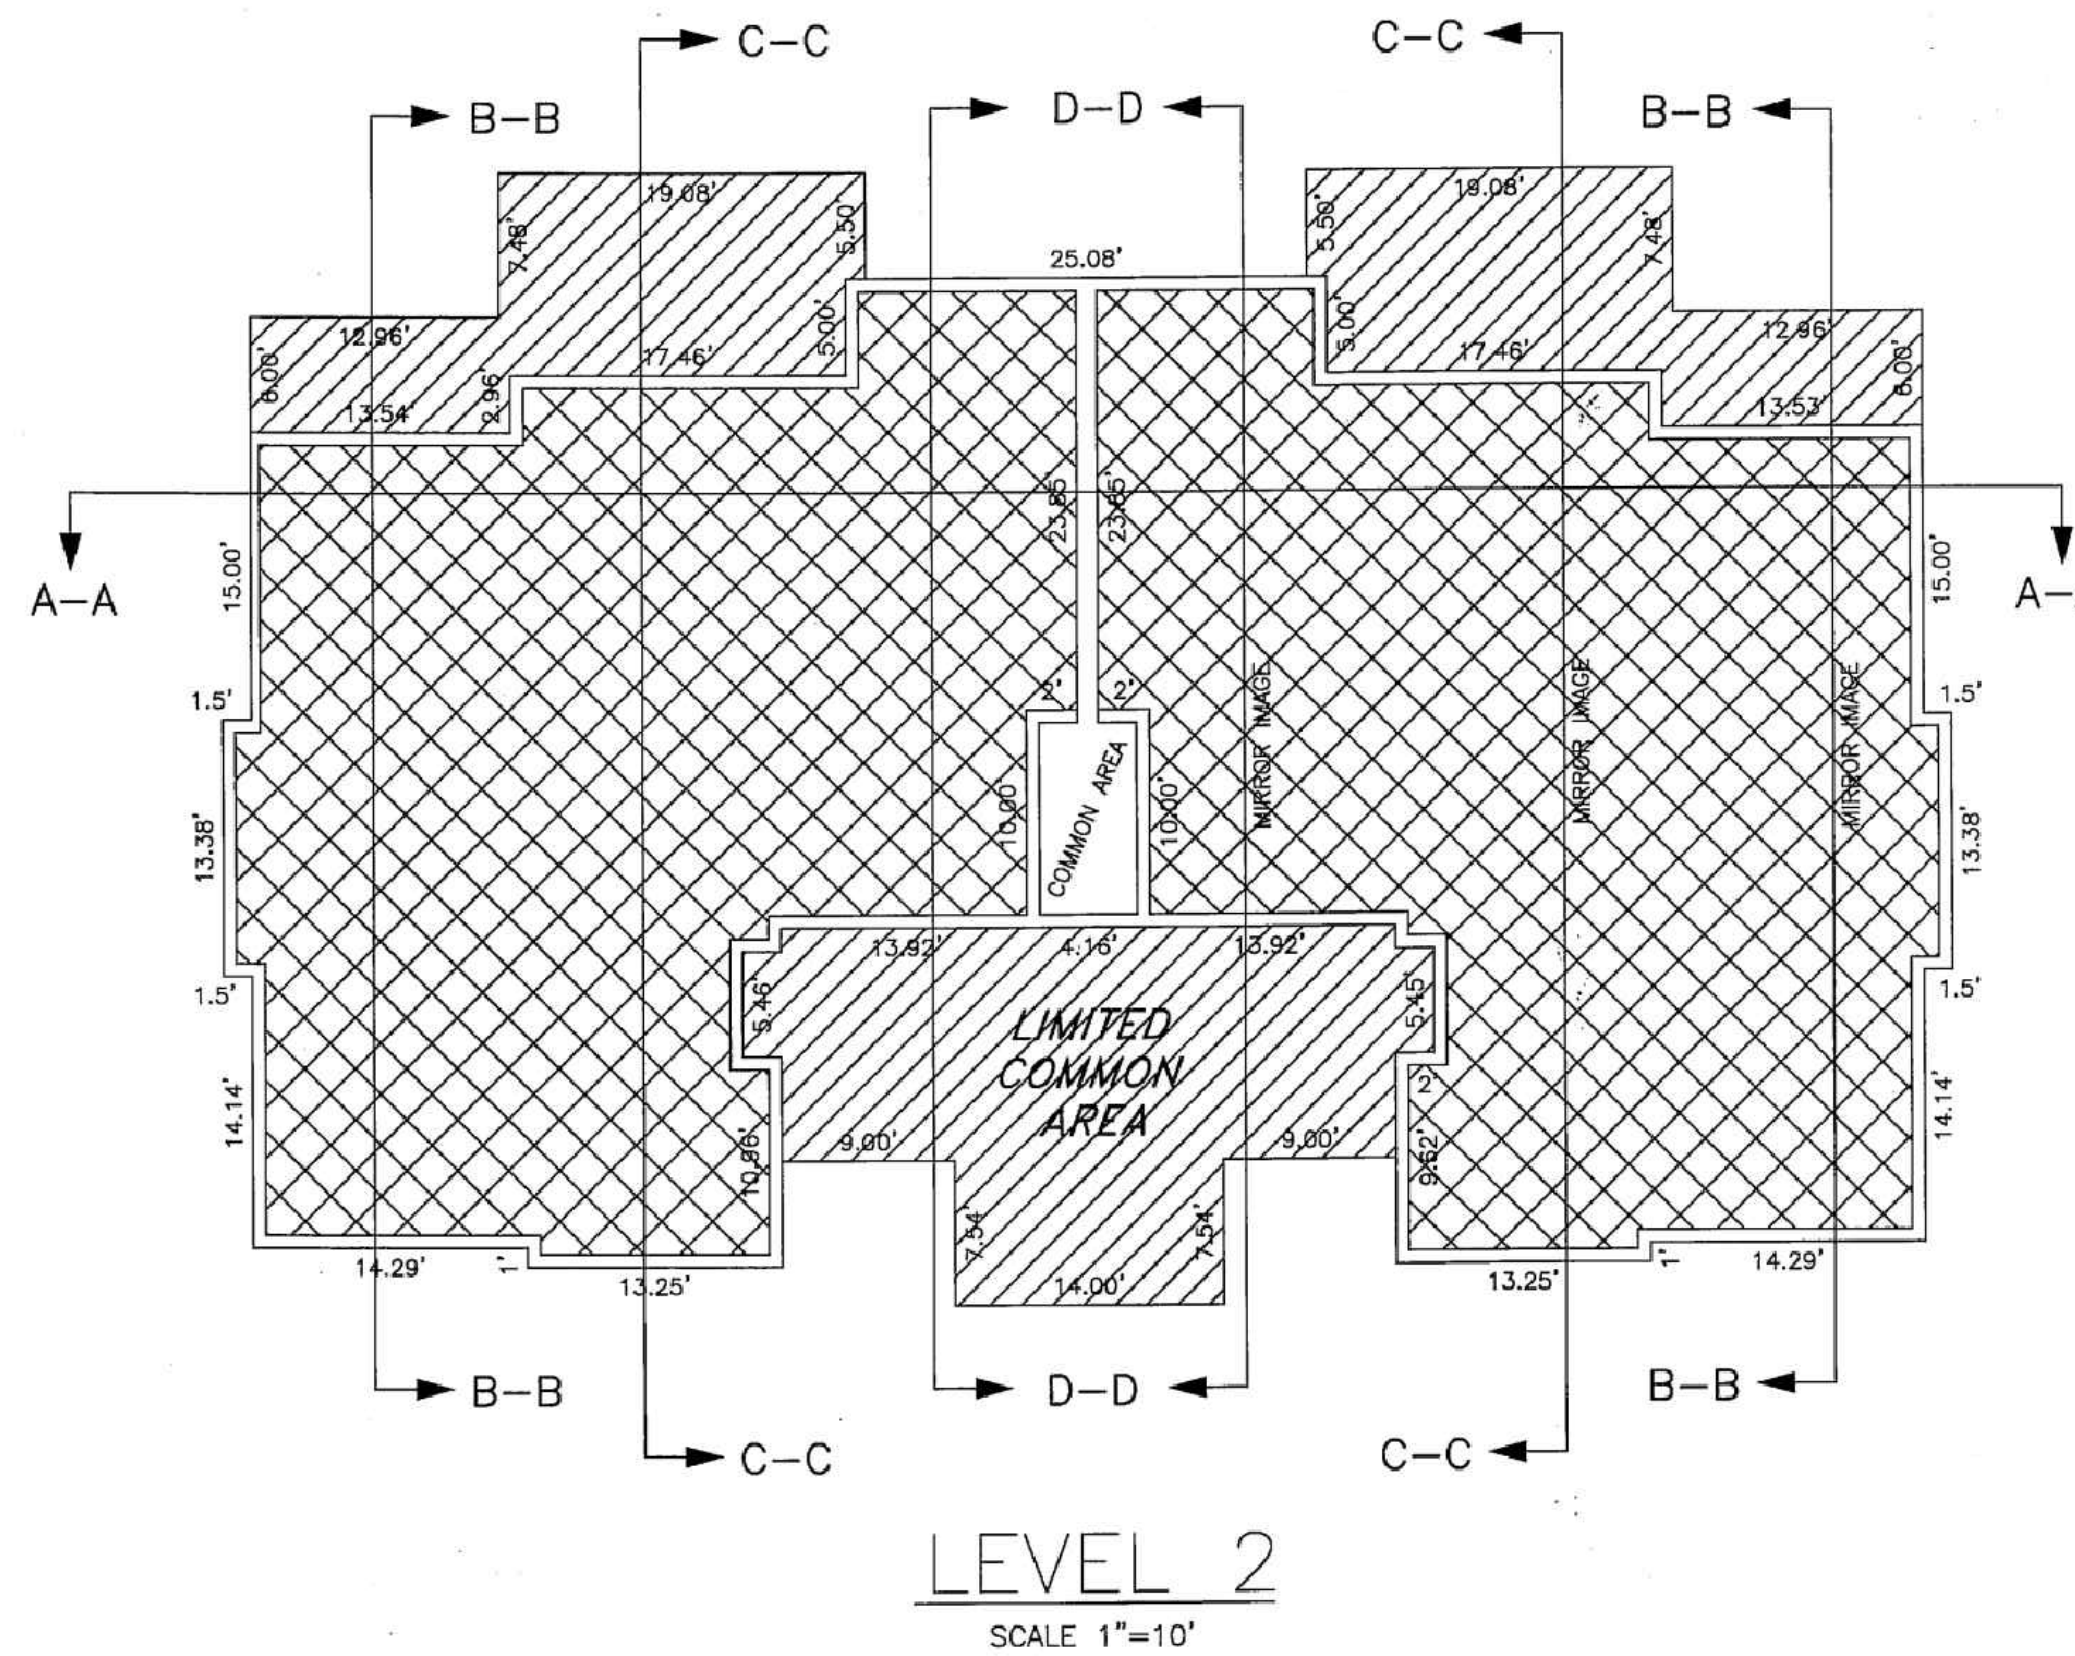 C-C
C-C
B-B
D-D
B-B
19.08'
19.08'
7.48'
5.50'
5.50'
7.48'
25.08'
12.96'
6.00'
13.54'
2.96'
17.46'
5.00'
5.00'
17.46'
12.96'
13.53'
6.00'
A-A
A-
15.00'
23.85'
23.85'
15.00'
1.5'
2'
2'
1.5'
MIRROR IMAGE
MIRROR IMAGE
MIRROR IMAGE
13.38'
10.00'
COMMON AREA
10.00'
13.38'
13.92'
4.16'
13.92'
1.5'
5.46'
5.45'
1.5'
LIMITED
COMMON
AREA
14.14'
2'
14.14'
10.96'
9.00'
9.00'
9.62'
7.54'
7.54'
14.29'
1'
13.25'
14.00'
13.25'
1'
14.29'
B-B
D-D
B-B
C-C
C-C
LEVEL 2
SCALE 1"=10'